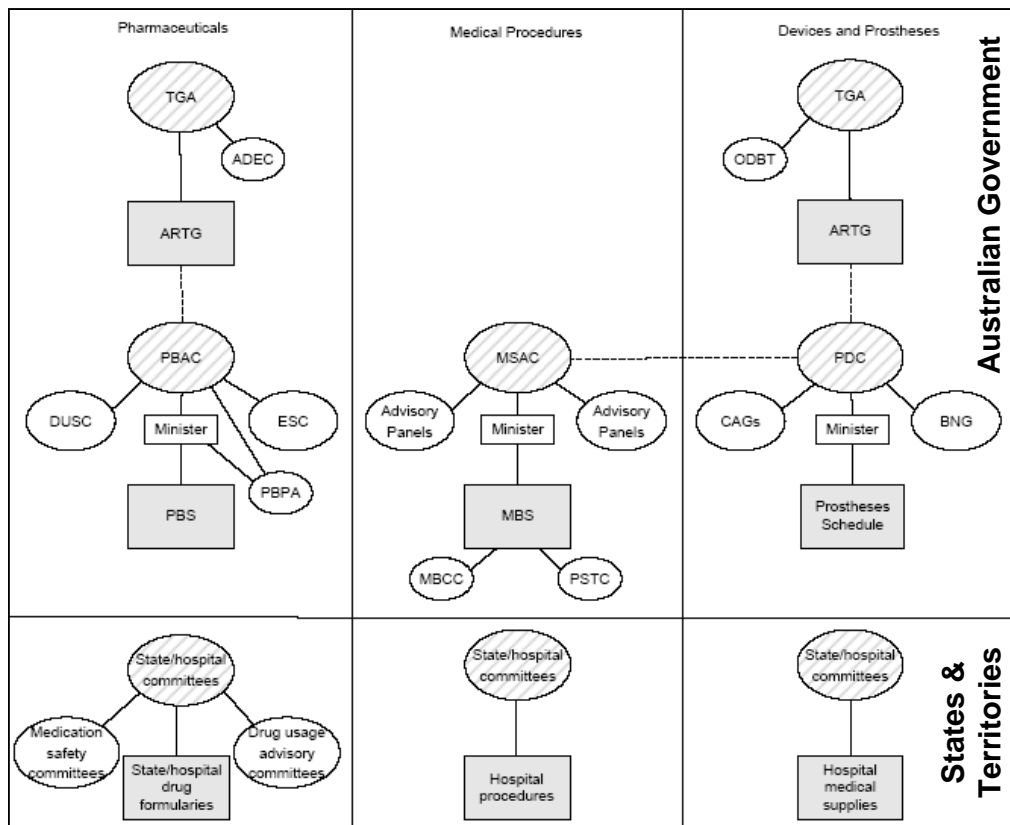 Pharmaceuticals
Medical Procedures
Devices and Prostheses
TGA
ADEC
ARTG
PBAC
DUSC
Minister
ESC
PBPA
PBS
MSAC
Advisory
Panels
Minister
Advisory
Panels
MBS
MBCC
PSTC
TGA
ODBT
ARTG
PDC
CAGs
Minister
BNG
Prostheses
Schedule
Australian Government
State/hospital
committees
Medication
safety
committees
State/hospital
drug
formularies
Drug usage
advisory
committees
State/hospital
committees
Hospital
procedures
State/hospital
committees
Hospital
medical
supplies
States &
Territories